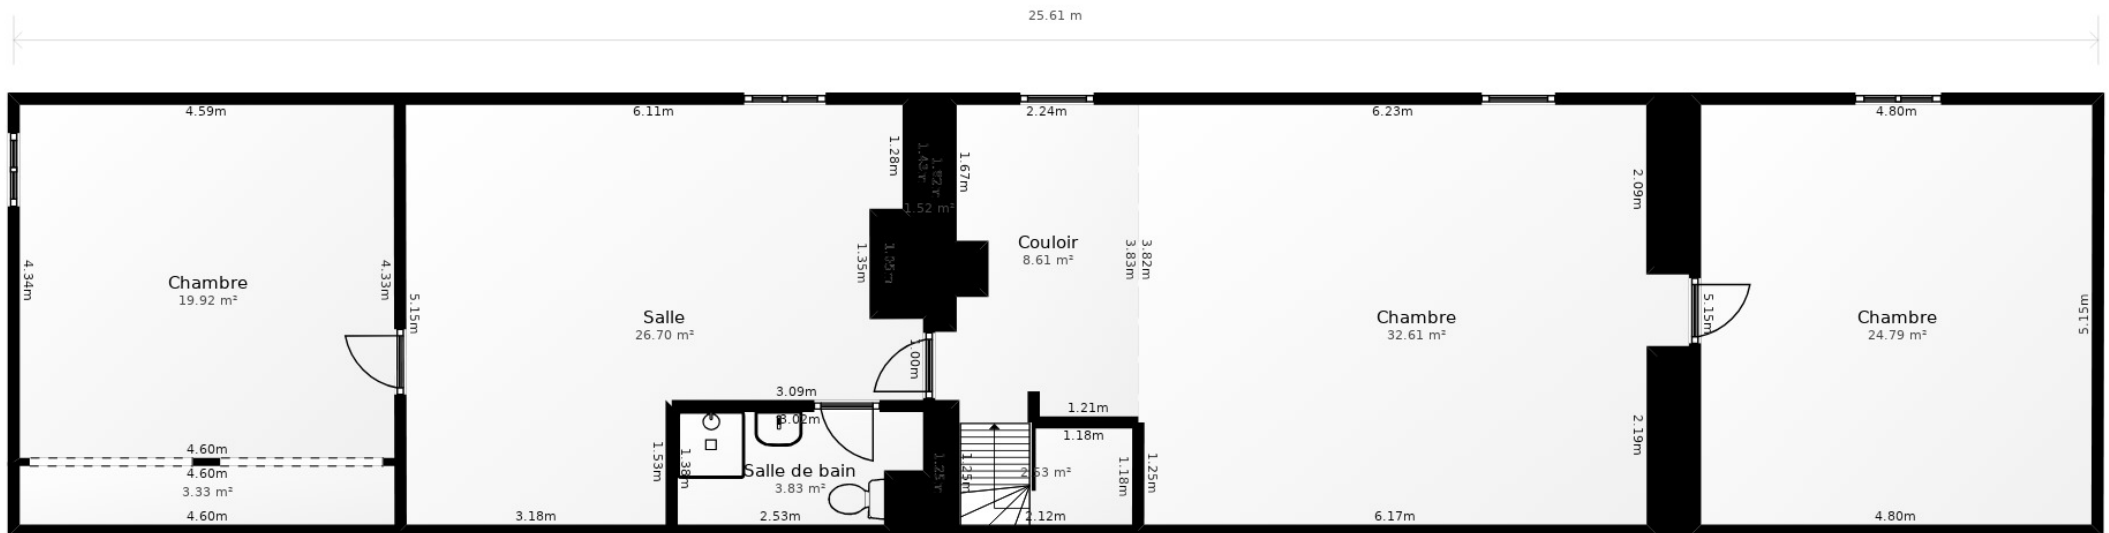 25.61 m
4.59m
6.11m
2.24m
6.23m
4.80m
1.28m
1.67m
1.52 m²
2.09m
Couloir
8.61 m²
3.83m
3.82m
1.35m
4.34m
4.33m
Chambre
19.92 m²
5.15m
Salle
26.70 m²
Chambre
32.61 m²
5.15m
Chambre
24.79 m²
5.15m
1.00m
3.09m
3.02m
1.21m
1.18m
4.60m
4.60m
3.33 m²
4.60m
1.53m
1.38m
Salle de bain
3.83 m²
1.25m
2.53 m²
1.18m
1.25m
2.19m
3.18m
2.53m
2.12m
6.17m
4.80m